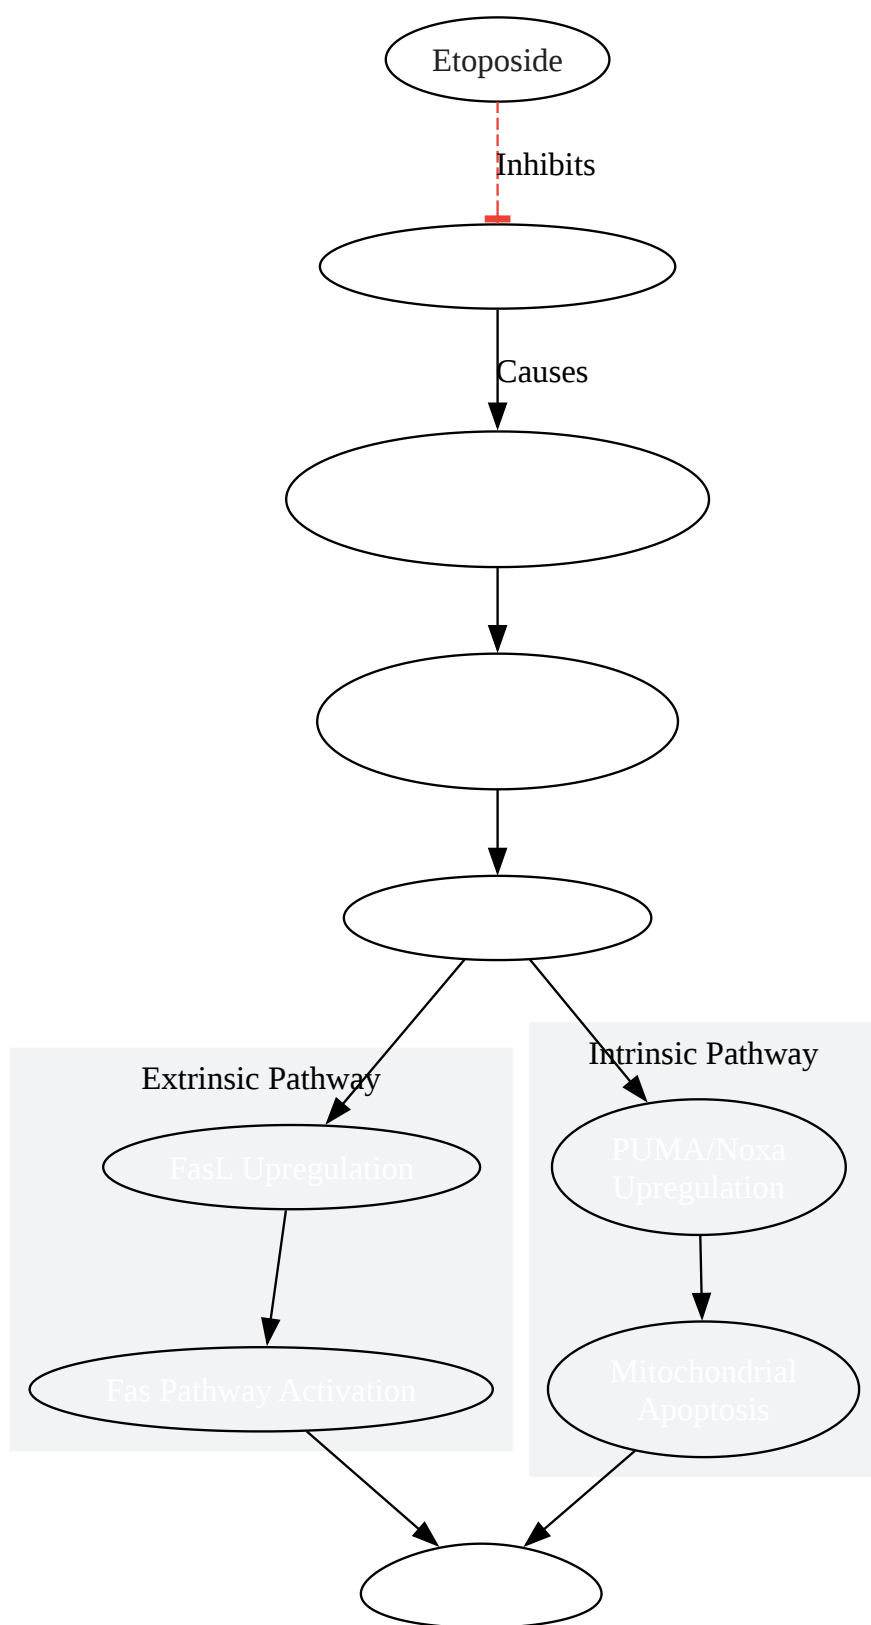 Etoposide
Inhibits
Causes
Extrinsic Pathway
Intrinsic Pathway
FasL Upregulation
PUMA/Noxa
Upregulation
Fas Pathway Activation
Mitochondrial
Apoptosis